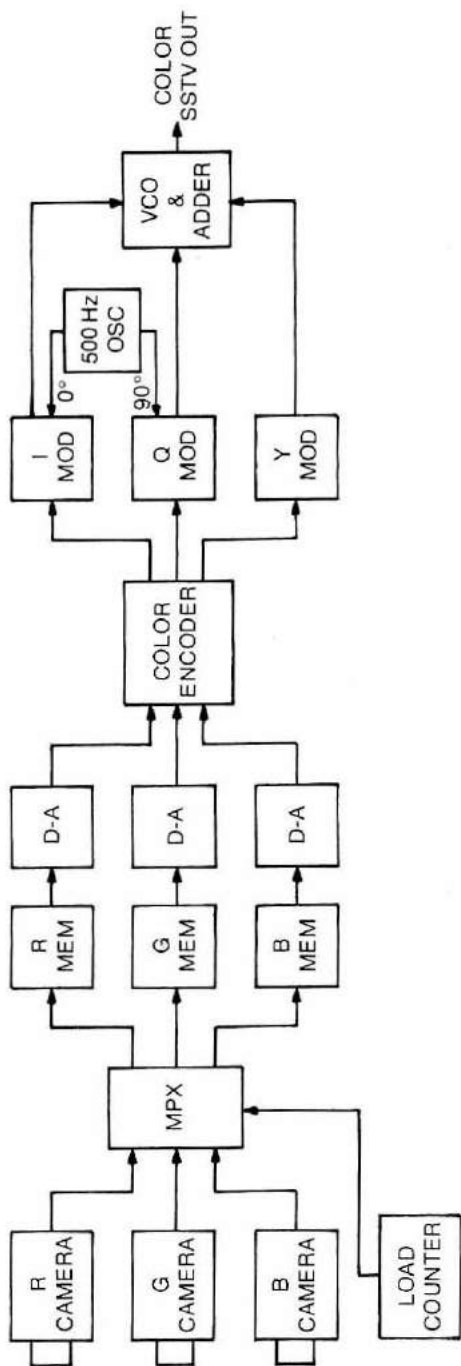 R
CAMERA
G
CAMERA
B
CAMERA
LOAD
COUNTER
MPX
R
MEM
G
MEM
B
MEM
D-A
D-A
D-A
COLOR
ENCODER
I
MOD
Q
MOD
Y
MOD
0°
90°
500 Hz
OSC
VCO
&
ADDER
COLOR
SSTV OUT